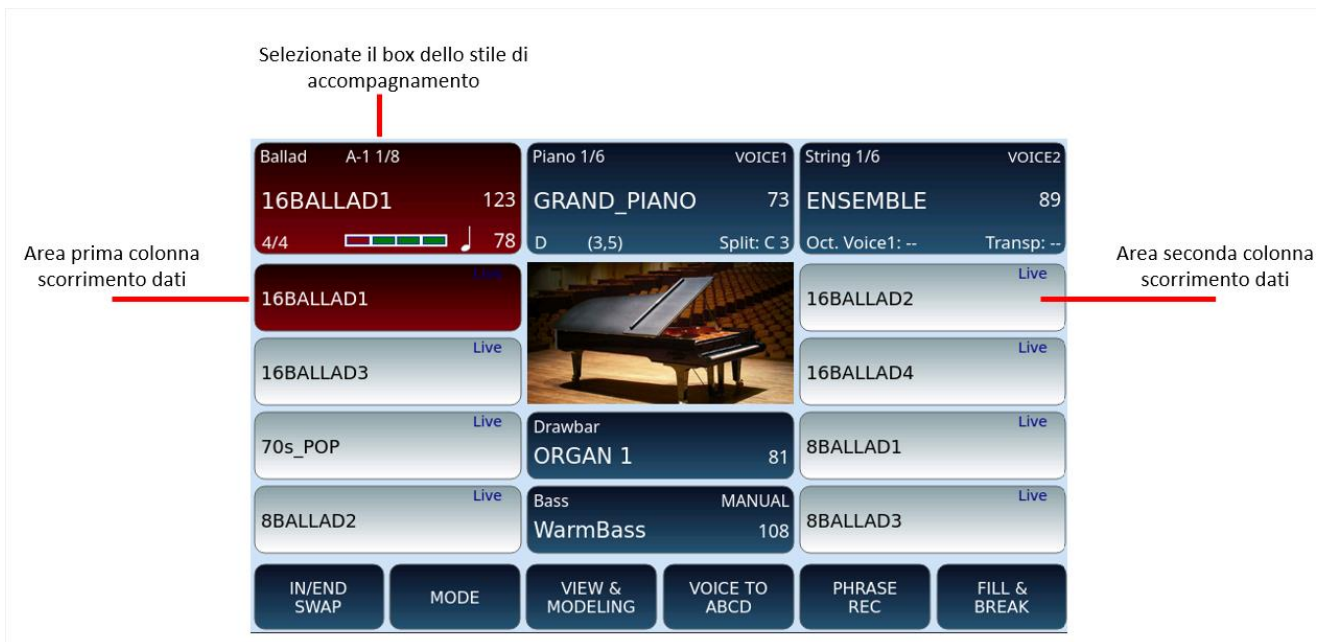 Selezionate il box dello stile di
accompagnamento
Ballad A-1 1/8
16BALLAD1 123
4/4 78
Piano 1/6 VOICE1
GRAND_PIANO 73
D (3,5) Split: C 3
String 1/6 VOICE2
ENSEMBLE 89
Oct. Voice1: -- Transp: --
Area prima colonna
scorrimento dati
Area seconda colonna
scorrimento dati
Live
16BALLAD1
Live
16BALLAD2
Live
16BALLAD3
Live
16BALLAD4
Live
70s_POP
Drawbar
ORGAN 1 81
Live
8BALLAD1
Live
8BALLAD2
Bass MANUAL
WarmBass 108
Live
8BALLAD3
IN/END
SWAP
MODE
VIEW &
MODELING
VOICE TO
ABCD
PHRASE
REC
FILL &
BREAK